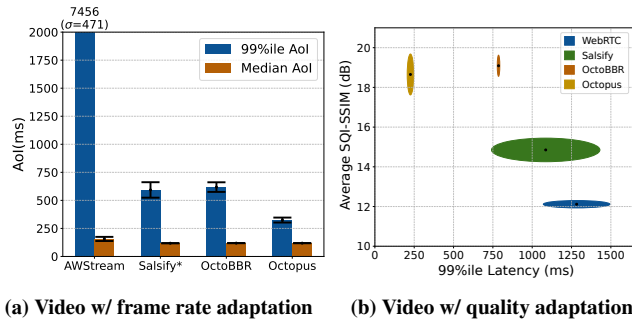 7456
(σ=471)
2000
1750
1500
1250
1000
750
500
250
0
AoI(ms)
99%ile AoI
Median AoI
AWStream
Salsify*
OctoBBR
Octopus
(a) Video w/ frame rate adaptation
20
18
16
14
12
10
Average SQI-SSIM (dB)
WebRTC
Salsify
OctoBBR
Octopus
0
250
500
750
1000
1250
1500
99%ile Latency (ms)
(b) Video w/ quality adaptation